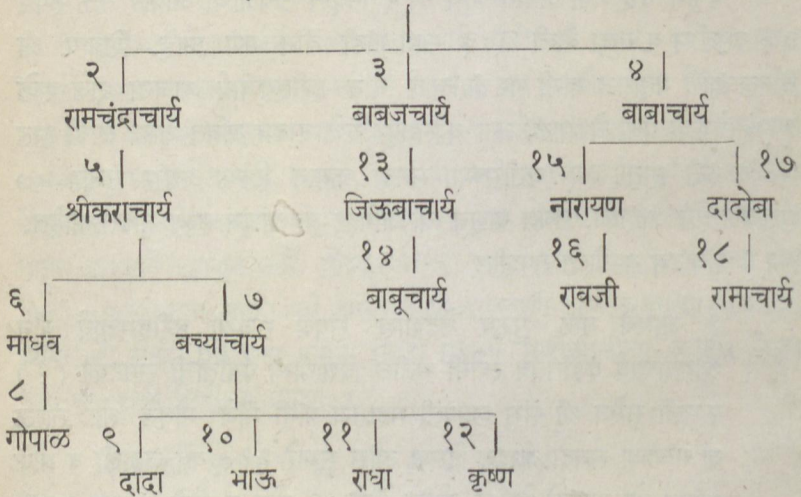 २ ३ ४
रामचंद्राचार्य बाबजचार्य बाबाचार्य
५ १३ १५ १७
श्रीकराचार्य जिऊबाचार्य नारायण दादोबा
१४ १६ १८
६ ७ बाबूचार्य रावजी रामाचार्य
माधव बच्याचार्य
८
गोपाळ ९ १० ११ १२
दादा भाऊ राधा कृष्ण